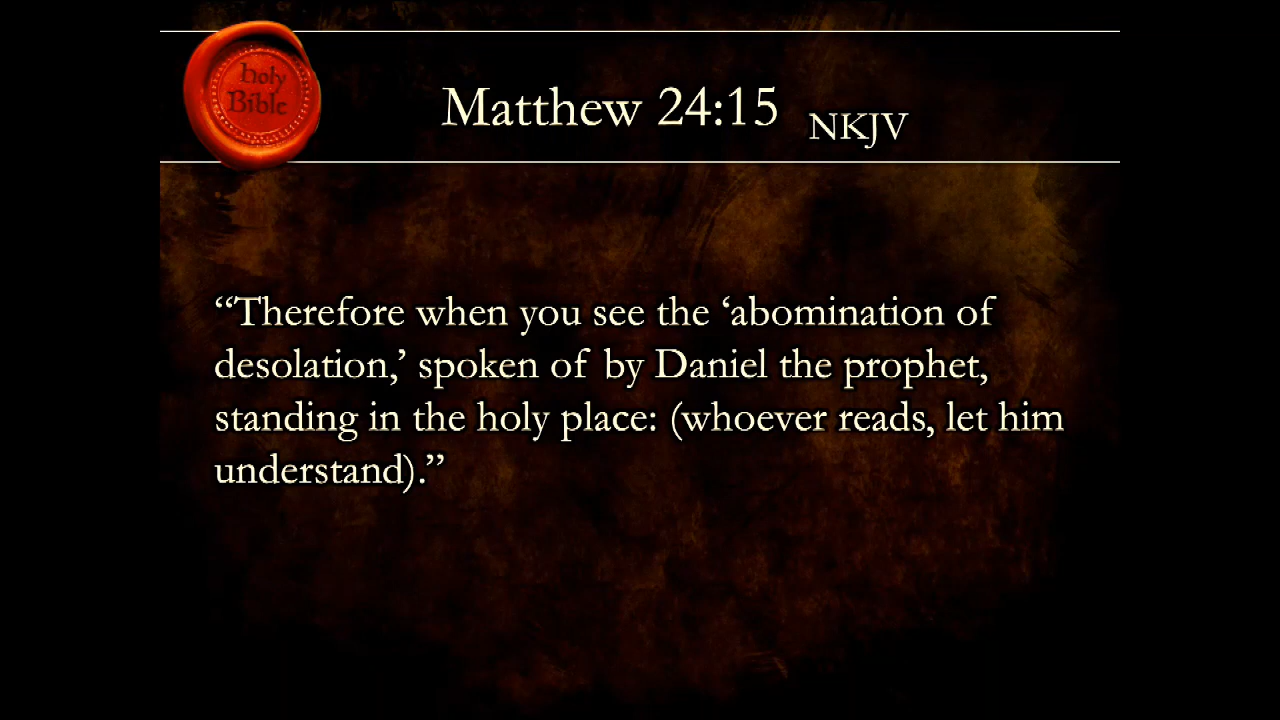 holy
Bible
Matthew 24:15 NKJV
“Therefore when you see the ‘abomination of
desolation,’ spoken of by Daniel the prophet,
standing in the holy place: (whoever reads, let him
understand).”